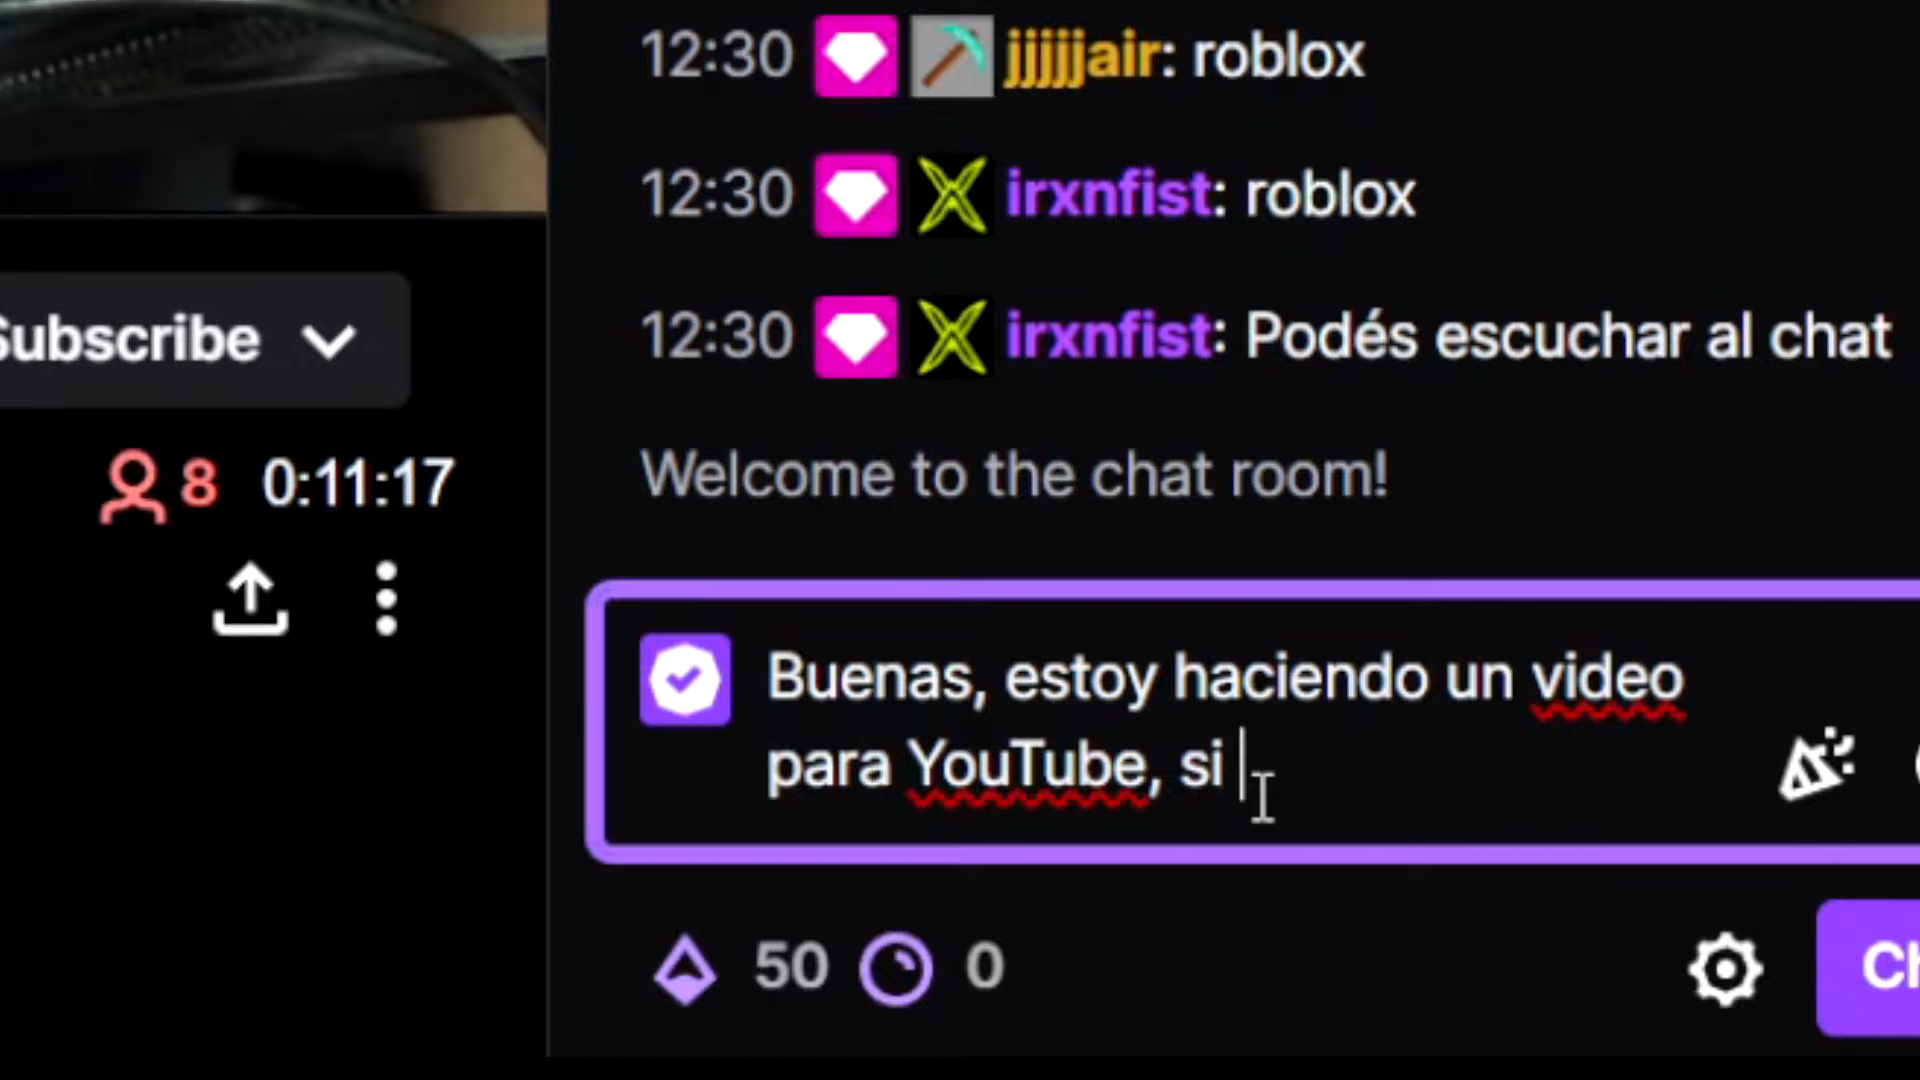 12:30 jjjjjair: roblox
12:30 irxnfist: roblox
12:30 irxnfist: Podés escuchar al chat
Subscribe
Welcome to the chat room!
8 0:11:17
Buenas, estoy haciendo un video
para YouTube, si
50 0
Ch